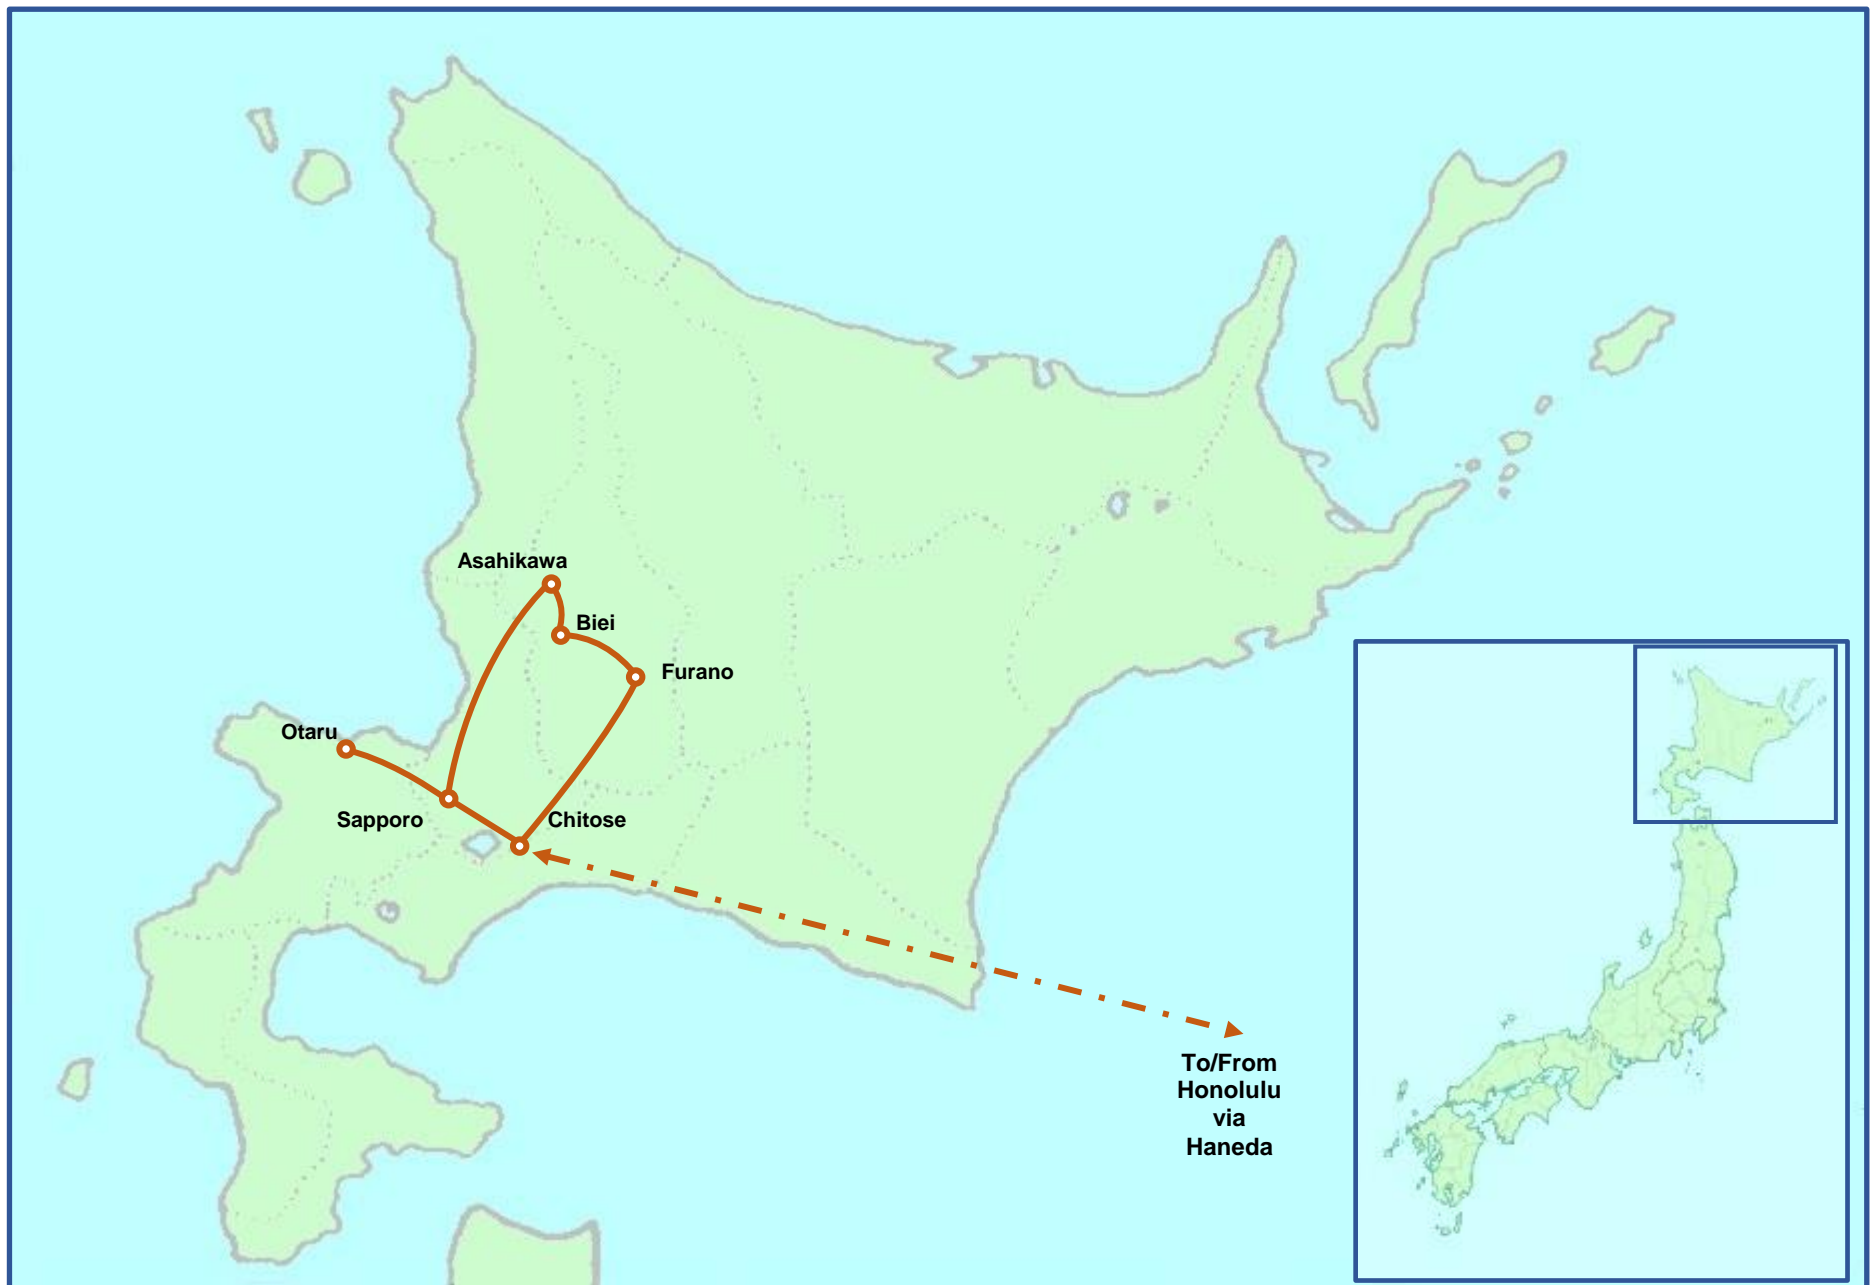 Asahikawa
Biei
Furano
Otaru
Sapporo
Chitose
To/From
Honolulu
via
Haneda